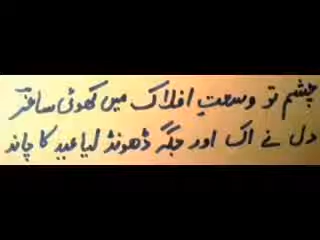 چشم تو وسعتِ افلاک میں کھوئی ساغر
دل نے اک اور جگہ ڈھونڈ لیا عید کا چاند